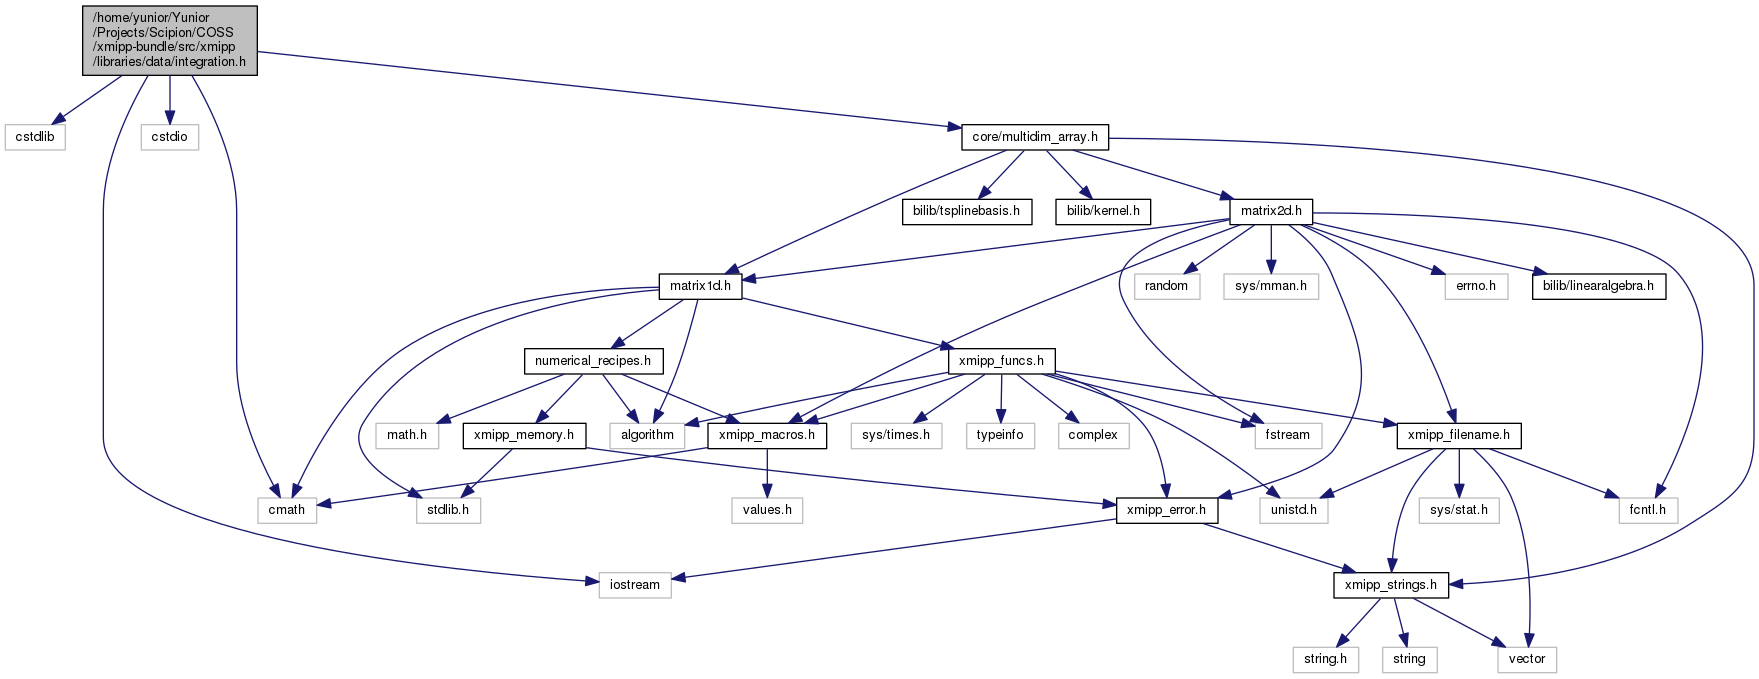 /home/yunior/Yunior
/Projects/Scipion/COSS
/xmipp-bundle/src/xmipp
/libraries/data/integration.h
cstdlib
cstdio
core/multidim_array.h
bilib/tsplinebasis.h
bilib/kernel.h
matrix2d.h
matrix1d.h
random
sys/mman.h
errno.h
bilib/linearalgebra.h
numerical_recipes.h
xmipp_funcs.h
math.h
xmipp_memory.h
algorithm
xmipp_macros.h
sys/times.h
typeinfo
complex
fstream
xmipp_filename.h
cmath
stdlib.h
values.h
xmipp_error.h
unistd.h
sys/stat.h
fcntl.h
iostream
xmipp_strings.h
string.h
string
vector